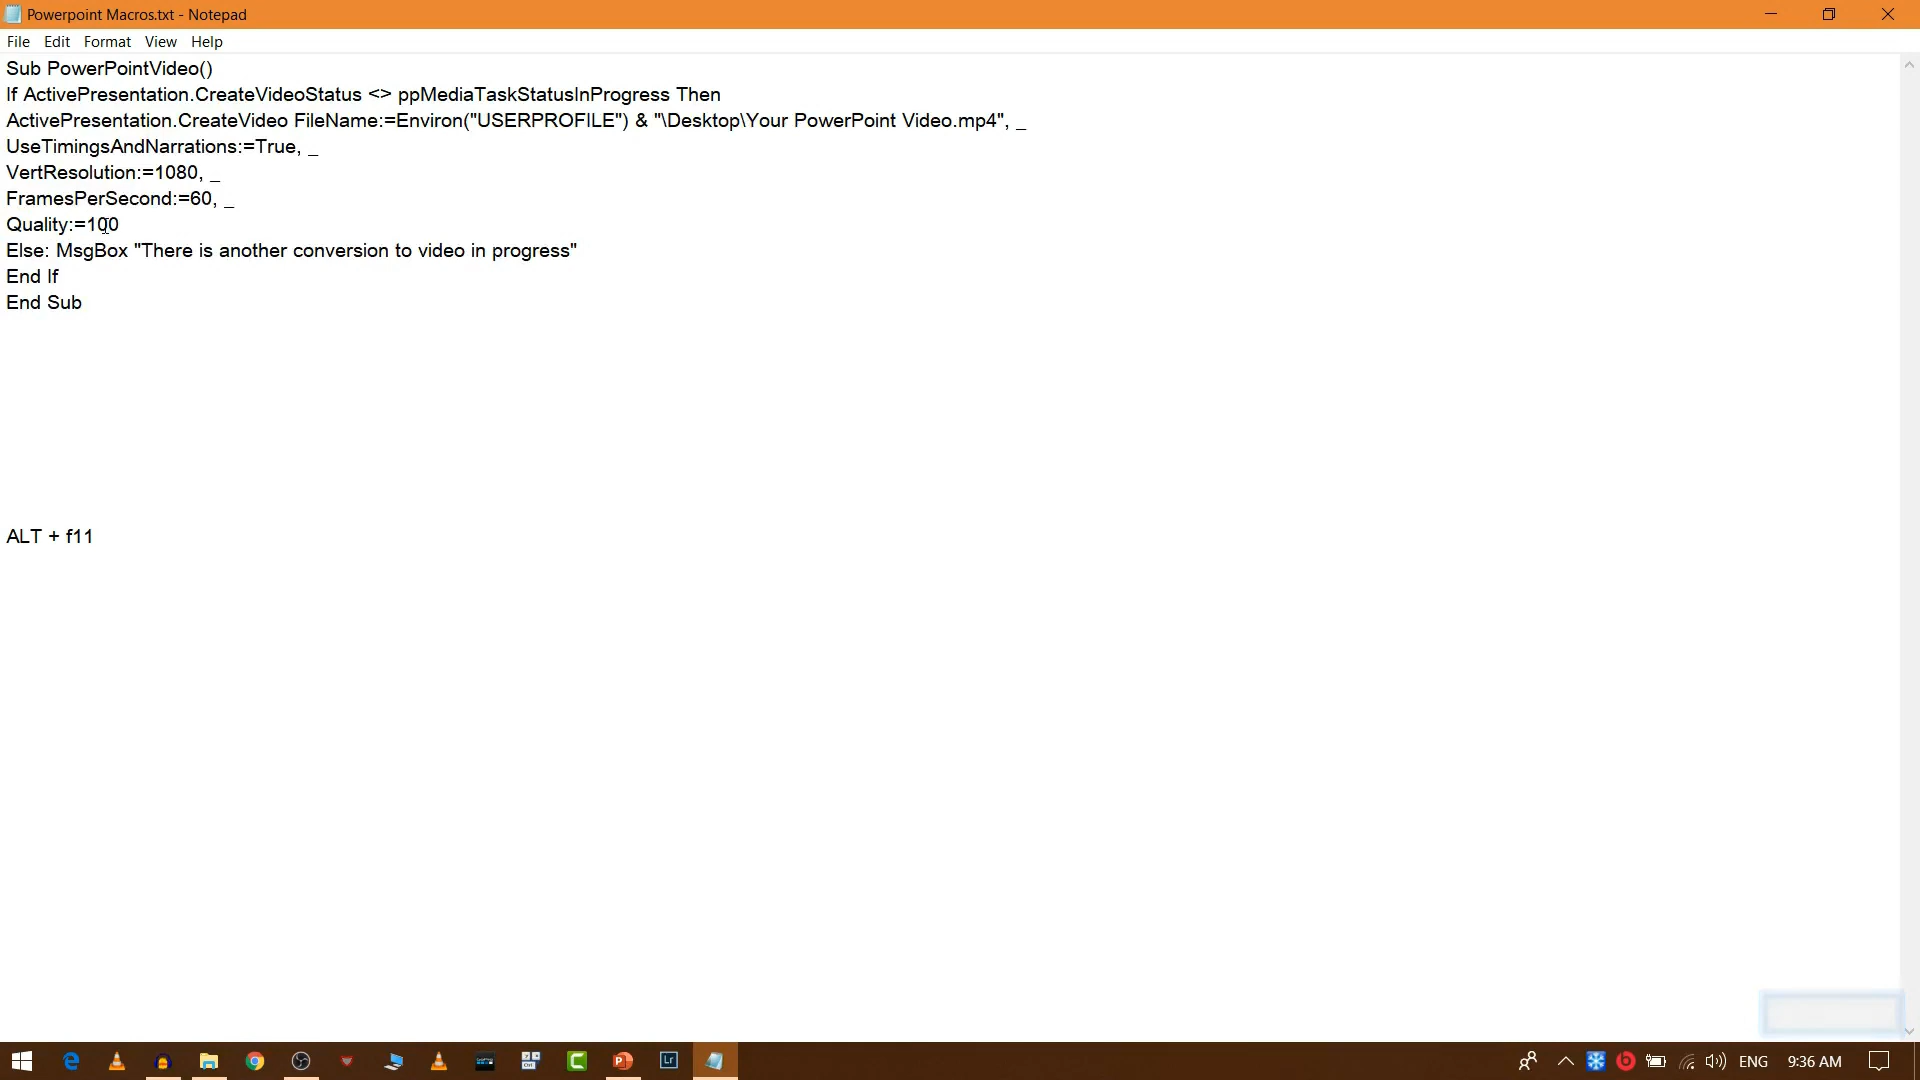 Powerpoint Macros.txt - Notepad
File Edit Format View Help
Sub PowerPointVideo()
If ActivePresentation.CreateVideoStatus <> ppMediaTaskStatusInProgress Then
ActivePresentation.CreateVideo FileName:=Environ("USERPROFILE") & "\Desktop\Your PowerPoint Video.mp4", _
UseTimingsAndNarrations:=True, _
VertResolution:=1080, _
FramesPerSecond:=60, _
Quality:=100
Else: MsgBox "There is another conversion to video in progress"
End If
End Sub
ALT + f11
Lr
ENG
9:36 AM